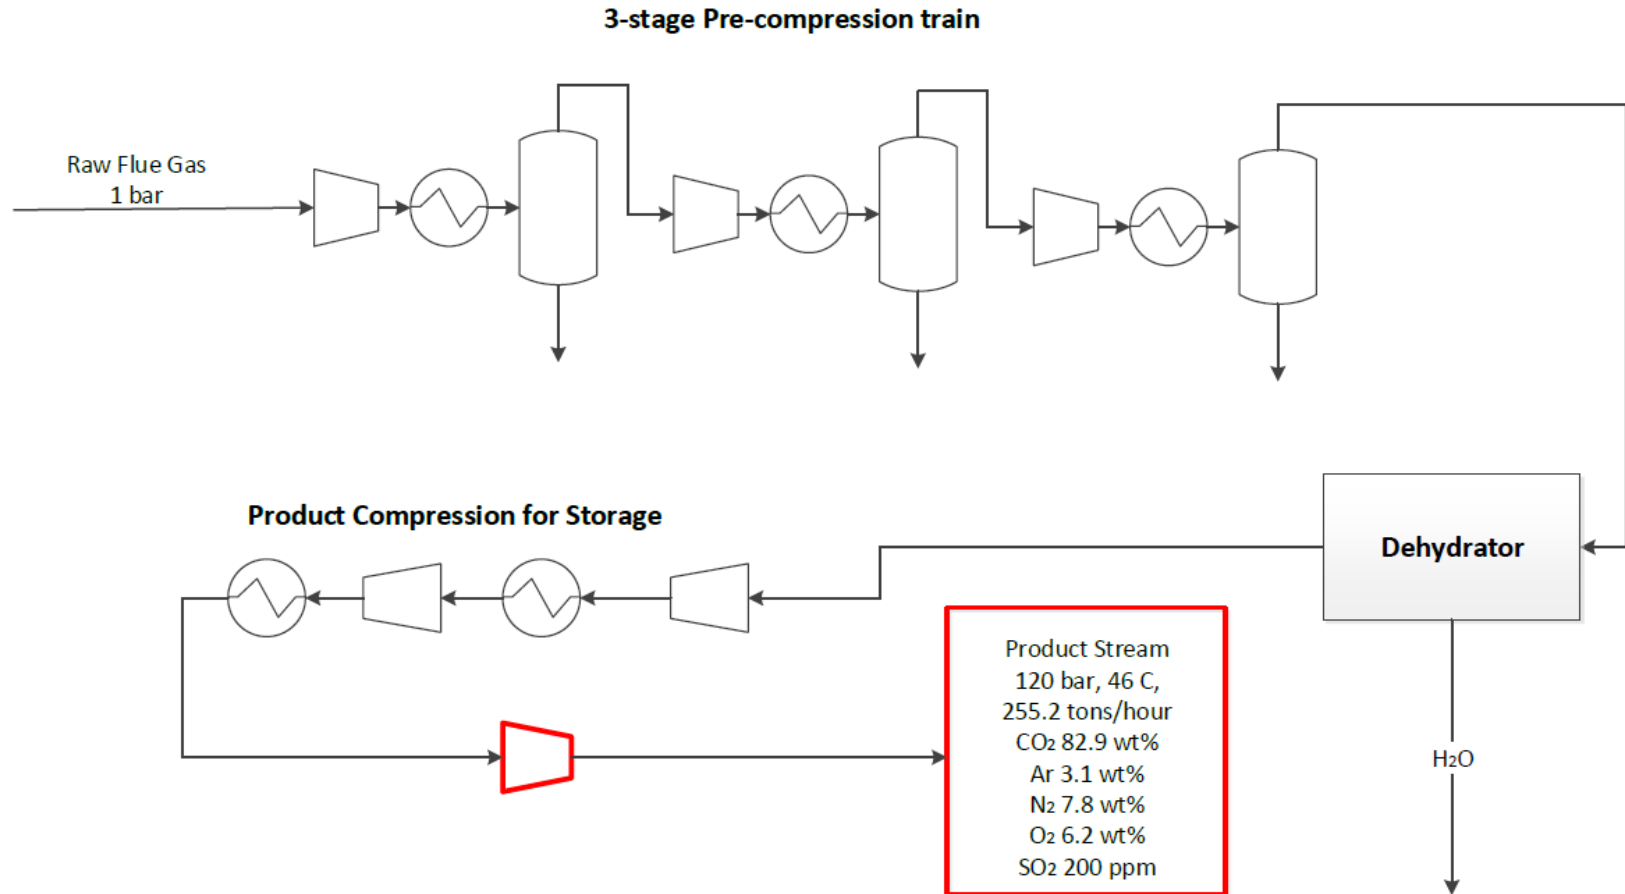 3-stage Pre-compression train
Raw Flue Gas
1 bar
Product Compression for Storage
Dehydrator
Product Stream
120 bar, 46 C,
255.2 tons/hour
CO₂ 82.9 wt%
Ar 3.1 wt%
N₂ 7.8 wt%
O₂ 6.2 wt%
SO₂ 200 ppm
H₂O